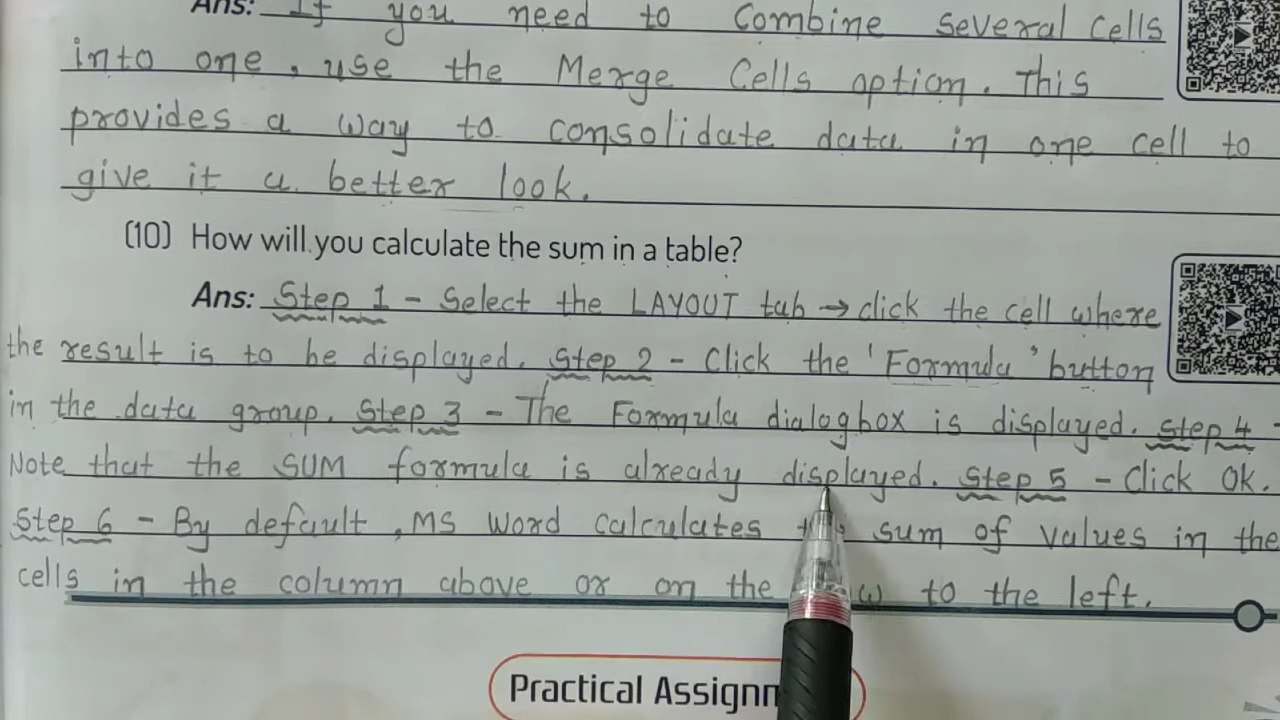 Ans: If you need to Combine Several Cells
into one, use the Merge Cells option. This
provides a way to consolidate data in one cell to
give it a better look.
(10) How will you calculate the sum in a table?
Ans: Step 1 - Select the LAYOUT tab → click the cell where
the result is to be displayed. Step 2 - Click the 'Formula' button
in the data group. Step 3 - The Formula dialogbox is displayed. Step 4 -
Note that the SUM formula is already displayed. Step 5 - Click Ok.
Step 6 - By default, MS Word calculates sum of values in the
cells in the column above or on the to the left.
Practical